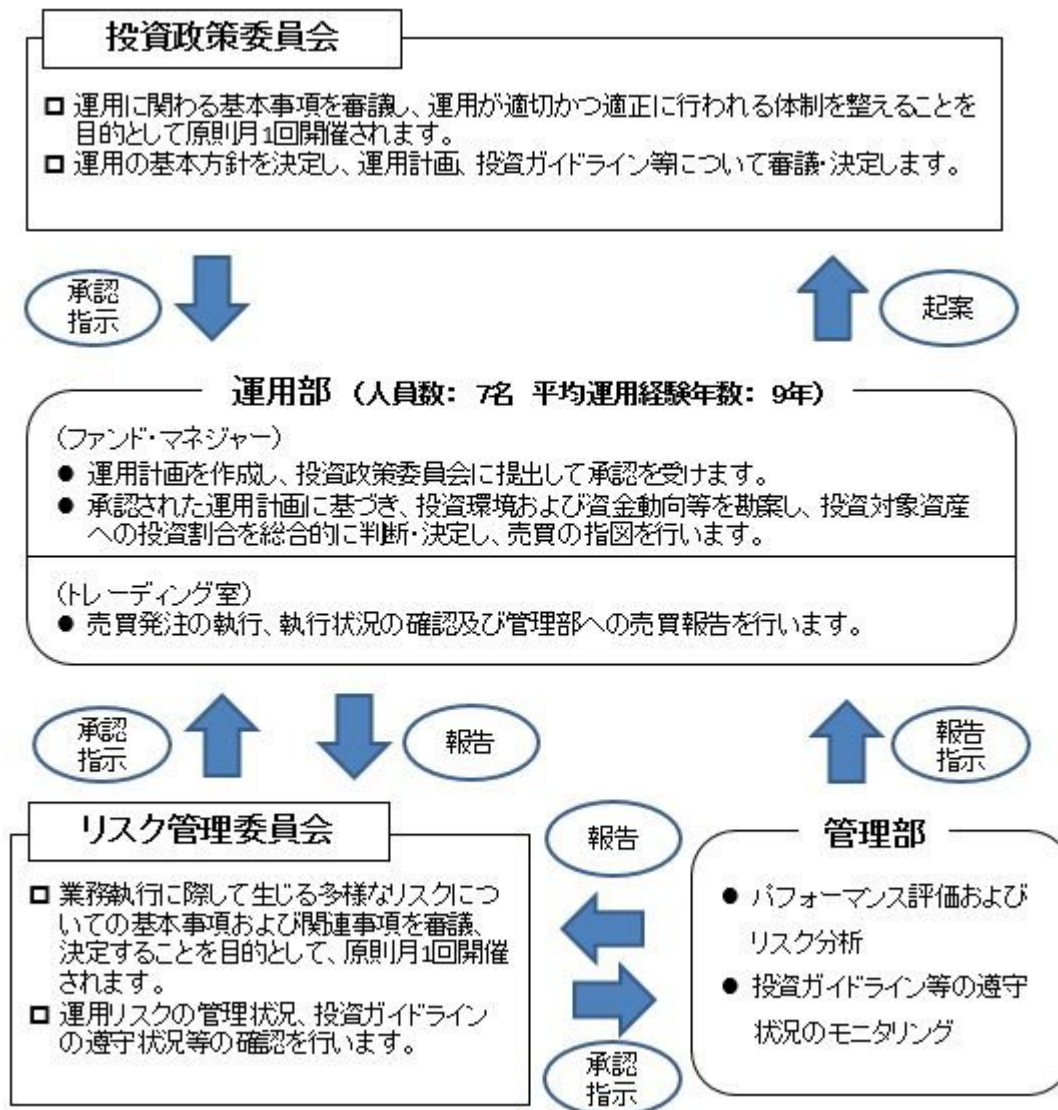 投資政策委員会
□ 運用に関わる基本事項を審議し、運用が適切かつ適正に行われる体制を整えることを
目的として原則月1回開催されます。
□ 運用の基本方針を決定し、運用計画、投資ガイドライン等について審議・決定します。
承認
指示
起案
運用部 (人員数: 7名 平均運用経験年数: 9年)
(ファンド・マネジャー)
● 運用計画を作成し、投資政策委員会に提出して承認を受けます。
● 承認された運用計画に基づき、投資環境および資金動向等を勘案し、投資対象資産
への投資割合を総合的に判断・決定し、売買の指図を行います。
(トレーディング室)
● 売買発注の執行、執行状況の確認及び管理部への売買報告を行います。
承認
指示
報告
報告
指示
リスク管理委員会
□ 業務執行に際して生じる多様なリスクにつ
いての基本事項および関連事項を審議、
決定することを目的として、原則月1回開催
されます。
□ 運用リスクの管理状況、投資ガイドライン
の遵守状況等の確認を行います。
報告
承認
指示
管理部
● パフォーマンス評価および
リスク分析
● 投資ガイドライン等の遵守
状況のモニタリング